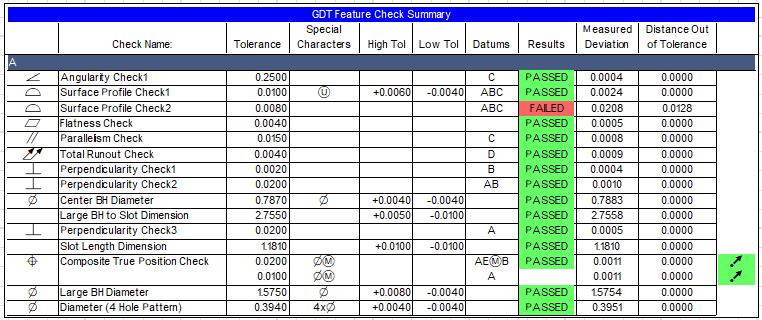 GDT Feature Check Summary
Check Name: Tolerance Special Characters High Tol Low Tol Datums Results Measured Deviation Distance Out of Tolerance
A
∠ Angularity Check1 0.2500 C PASSED 0.0004 0.0000
⌓ Surface Profile Check1 0.0100 Ⓤ +0.0060 -0.0040 ABC PASSED 0.0024 0.0000
⌓ Surface Profile Check2 0.0080 ABC FAILED 0.0208 0.0128
⏥ Flatness Check 0.0040 PASSED 0.0005 0.0000
// Parallelism Check 0.0150 C PASSED 0.0008 0.0000
Total Runout Check 0.0040 D PASSED 0.0009 0.0000
⊥ Perpendicularity Check1 0.0020 B PASSED 0.0004 0.0000
⊥ Perpendicularity Check2 0.0200 AB PASSED 0.0010 0.0000
Ø Center BH Diameter 0.7870 Ø +0.0040 -0.0040 PASSED 0.7883 0.0000
Large BH to Slot Dimension 2.7550 +0.0050 -0.0100 PASSED 2.7558 0.0000
⊥ Perpendicularity Check3 0.0200 A PASSED 0.0005 0.0000
Slot Length Dimension 1.1810 +0.0100 -0.0100 PASSED 1.1810 0.0000
⌖ Composite True Position Check 0.0200 ØⓂ AEⓂB PASSED 0.0011 0.0000
0.0100 ØⓂ A 0.0011 0.0000
Ø Large BH Diameter 1.5750 Ø +0.0080 -0.0040 PASSED 1.5754 0.0000
Ø Diameter (4 Hole Pattern) 0.3940 4xØ +0.0040 -0.0040 PASSED 0.3951 0.0000